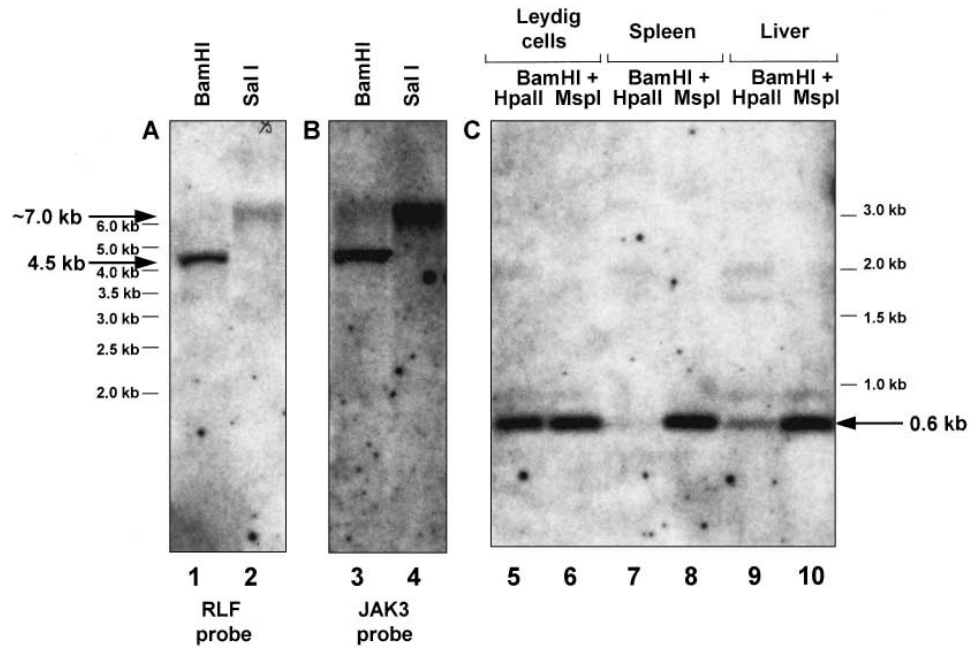 Leydig cells
Spleen
Liver
BamHI
Sal I
BamHI
Sal I
BamHI +
HpaII MspI
BamHI +
HpaII MspI
BamHI +
HpaII MspI
A
B
C
~7.0 kb
6.0 kb
5.0 kb
4.5 kb
4.0 kb
3.5 kb
3.0 kb
2.5 kb
2.0 kb
3.0 kb
2.0 kb
1.5 kb
1.0 kb
0.6 kb
1 2
3 4
5 6 7 8 9 10
RLF
probe
JAK3
probe